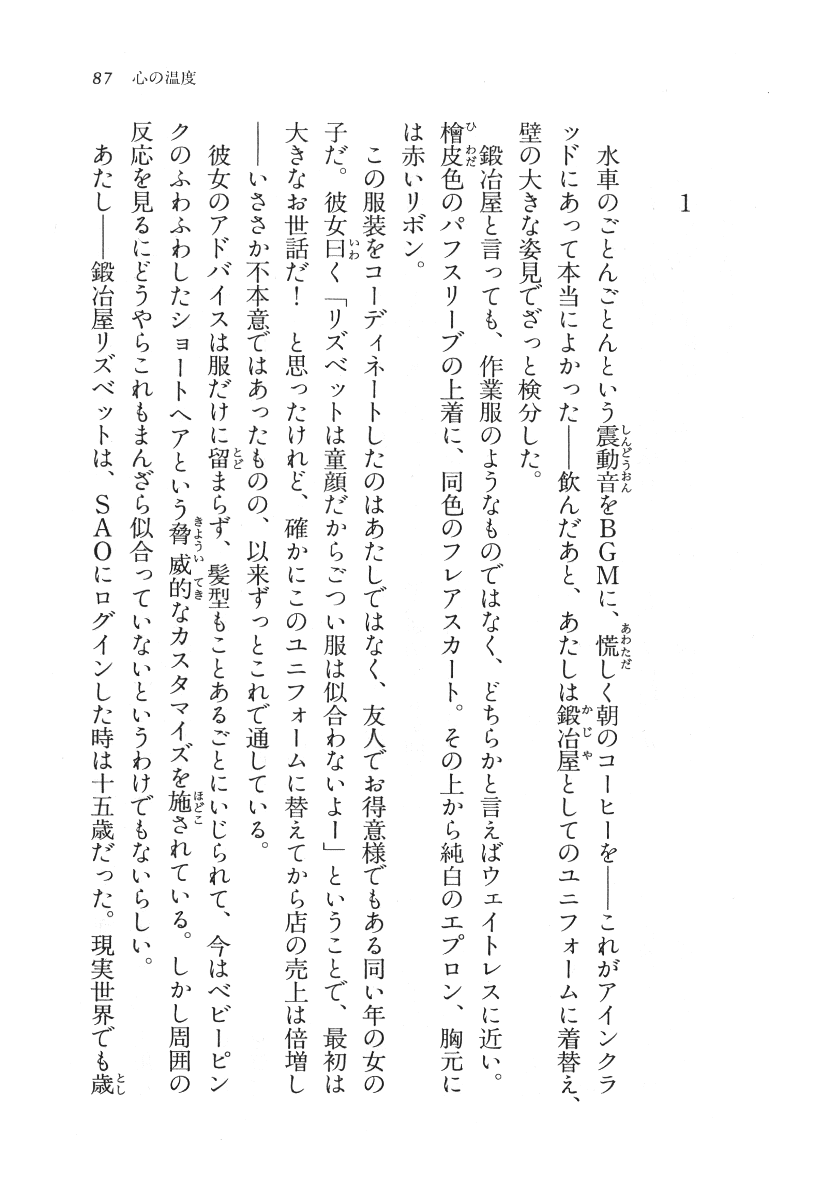 87 心の温度
1
水車のごとんごとんという震動音をBGMに、慌しく朝のコーヒーを――これがアインクラ
ッドにあって本当によかった――飲んだあと、あたしは鍛冶屋としてのユニフォームに着替え、
壁の大きな姿見でざっと検分した。
鍛冶屋と言っても、作業服のようなものではなく、どちらかと言えばウェイトレスに近い。
檜皮色のパフスリーブの上着に、同色のフレアスカート。その上から純白のエプロン、胸元に
は赤いリボン。
この服装をコーディネートしたのはあたしではなく、友人でお得意様でもある同い年の女の
子だ。彼女曰く「リズベットは童顔だからごつい服は似合わないよー」ということで、最初は
大きなお世話だ！　と思ったけれど、確かにこのユニフォームに替えてから店の売上は倍増し
――いささか不本意ではあったものの、以来ずっとこれで通している。
彼女のアドバイスは服だけに留まらず、髪型もことあるごとにいじられて、今はベビーピン
クのふわふわしたショートヘアという脅威的なカスタマイズを施されている。しかし周囲の
反応を見るにどうやらこれもまんざら似合っていないというわけでもないらしい。
あたし――鍛冶屋リズベットは、SAOにログインした時は十五歳だった。現実世界でも歳